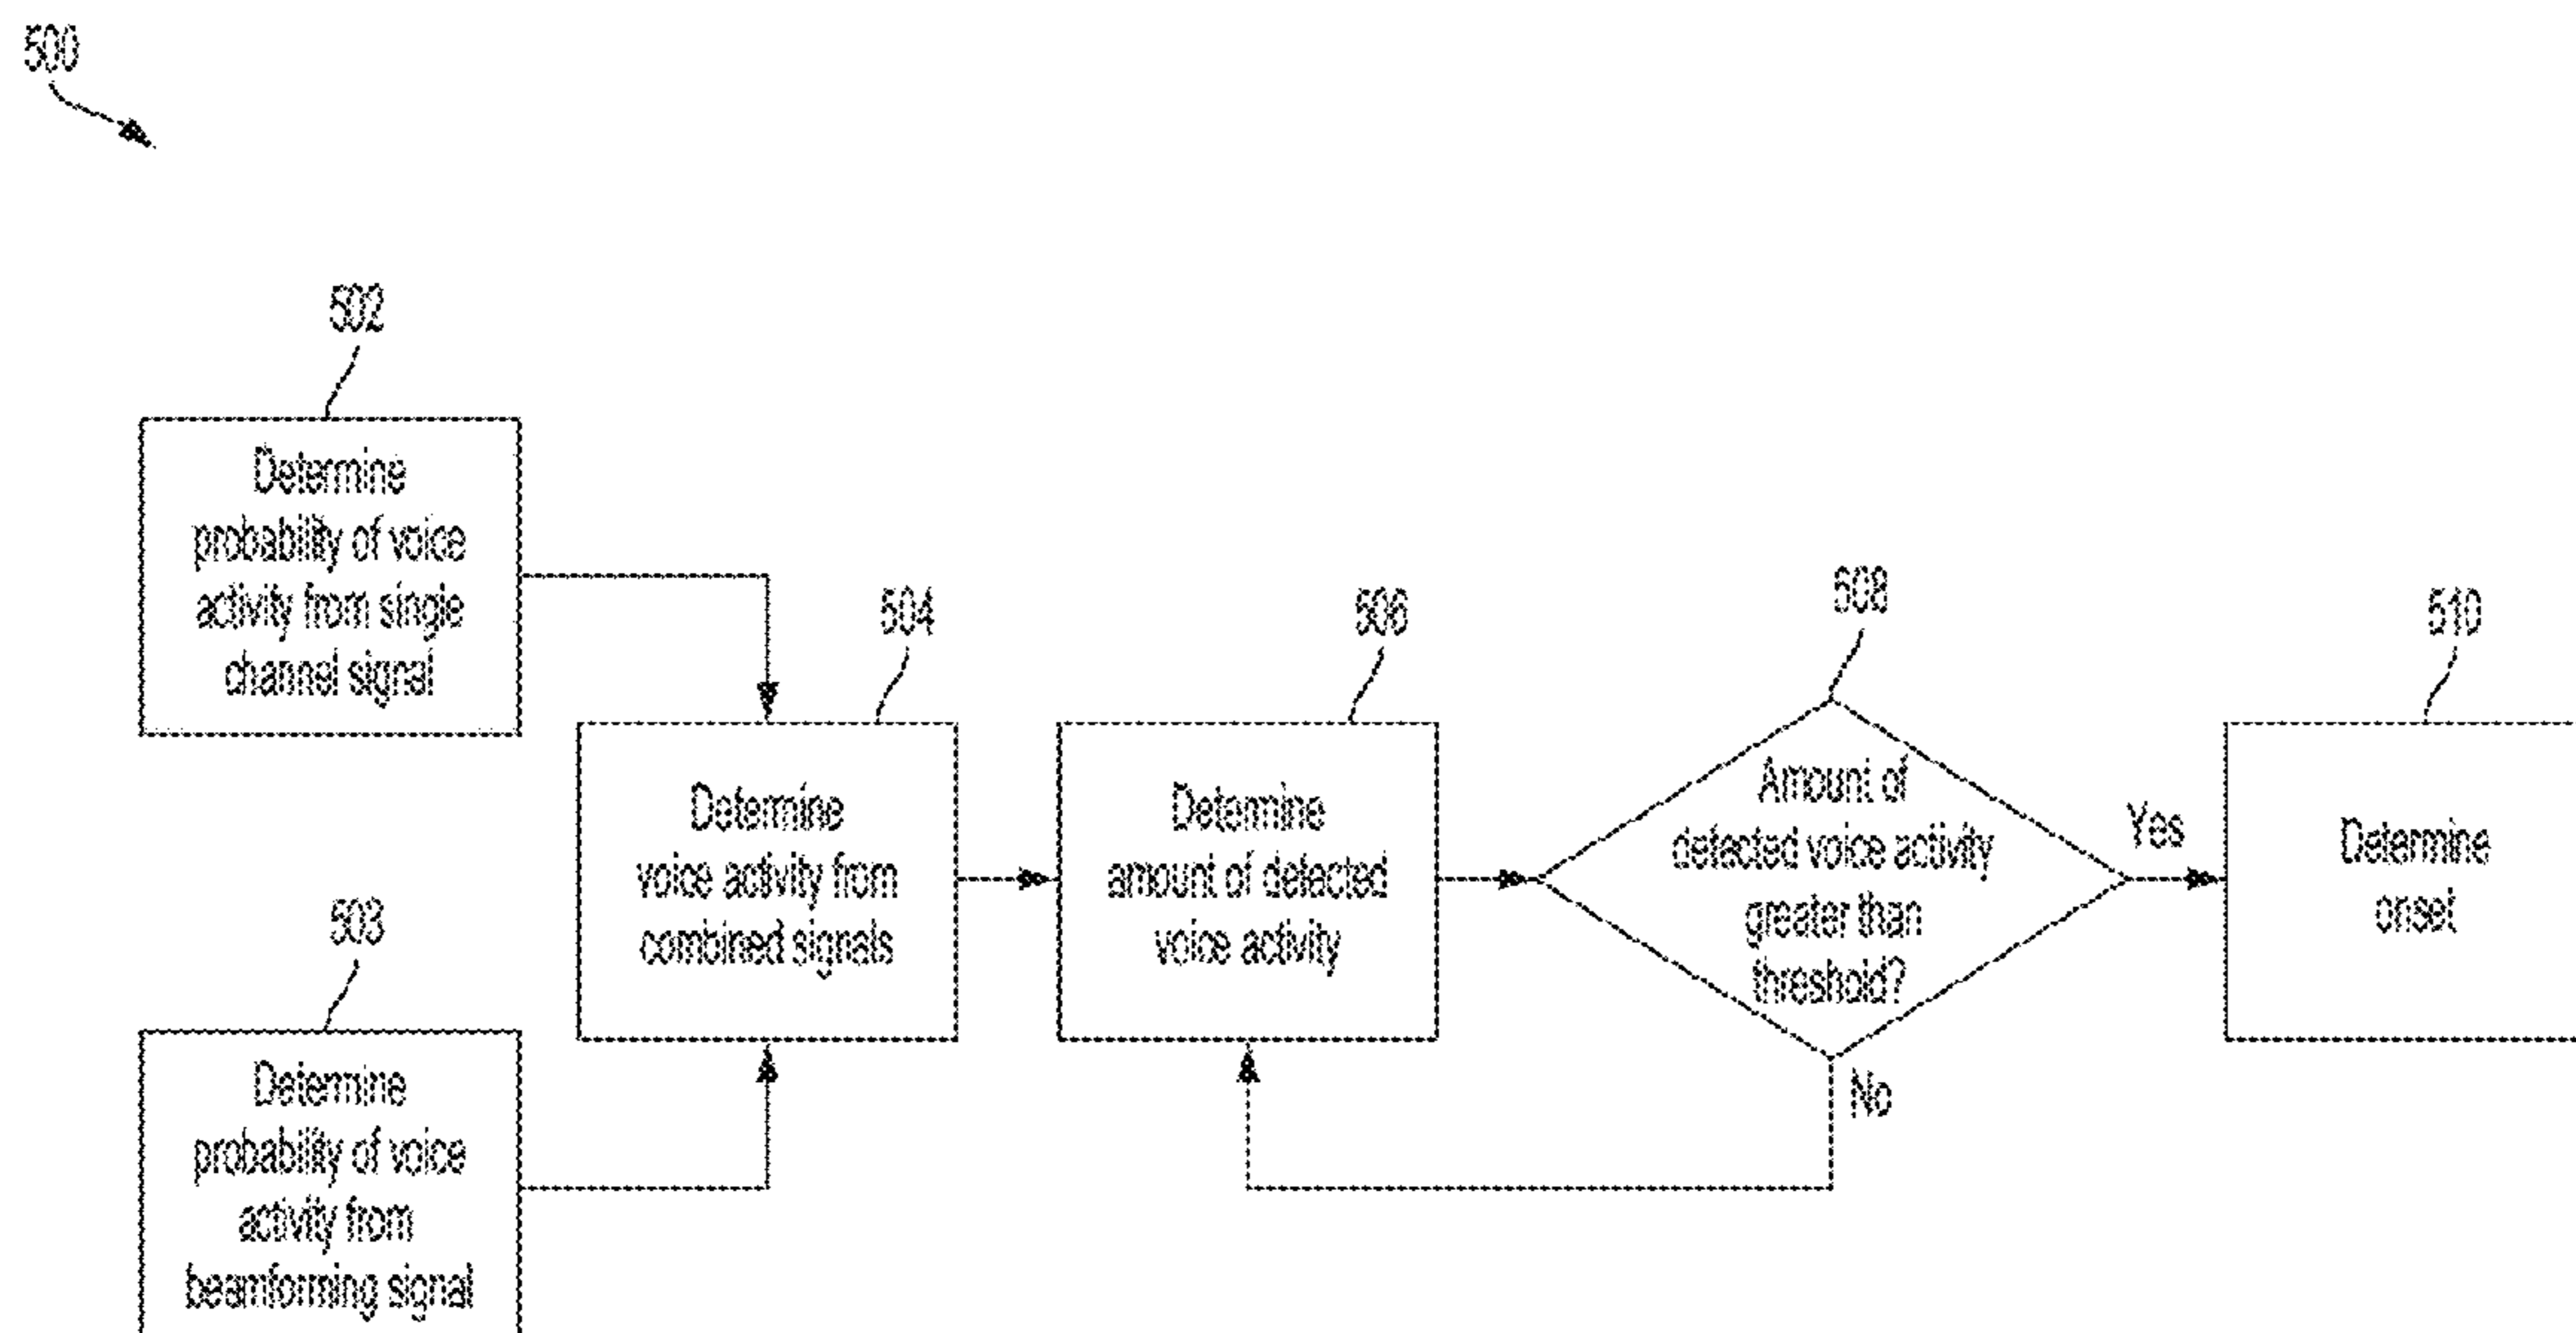 500
502
Determine
probability of voice
activity from single
channel signal
503
Determine
probability of voice
activity from
beamforming signal
504
Determine
voice activity from
combined signals
506
Determine
amount of detected
voice activity
508
Amount of
detected voice activity
greater than
threshold?
Yes
No
510
Determine
onset